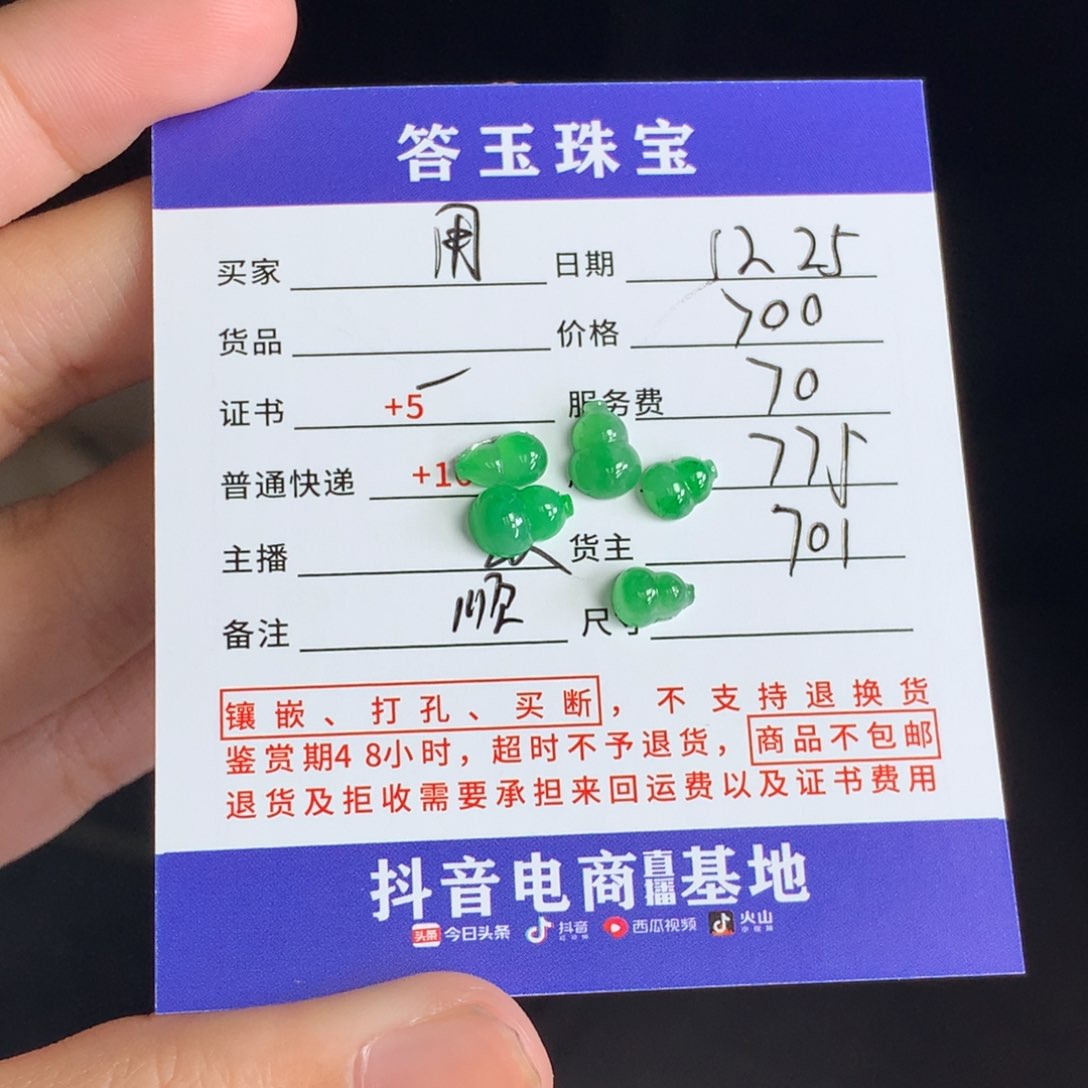 答玉珠宝
买家 日期 12 25
货品 价格 700
证书 +5 服务费 70
普通快递 +10 775
主播 货主 701
备注 顺 尺寸
镶嵌、打孔、买断，不支持退换货
鉴赏期48小时，超时不予退货，商品不包邮
退货及拒收需要承担来回运费以及证书费用
抖音电商直播基地
头条 今日头条 抖音 西瓜视频 火山